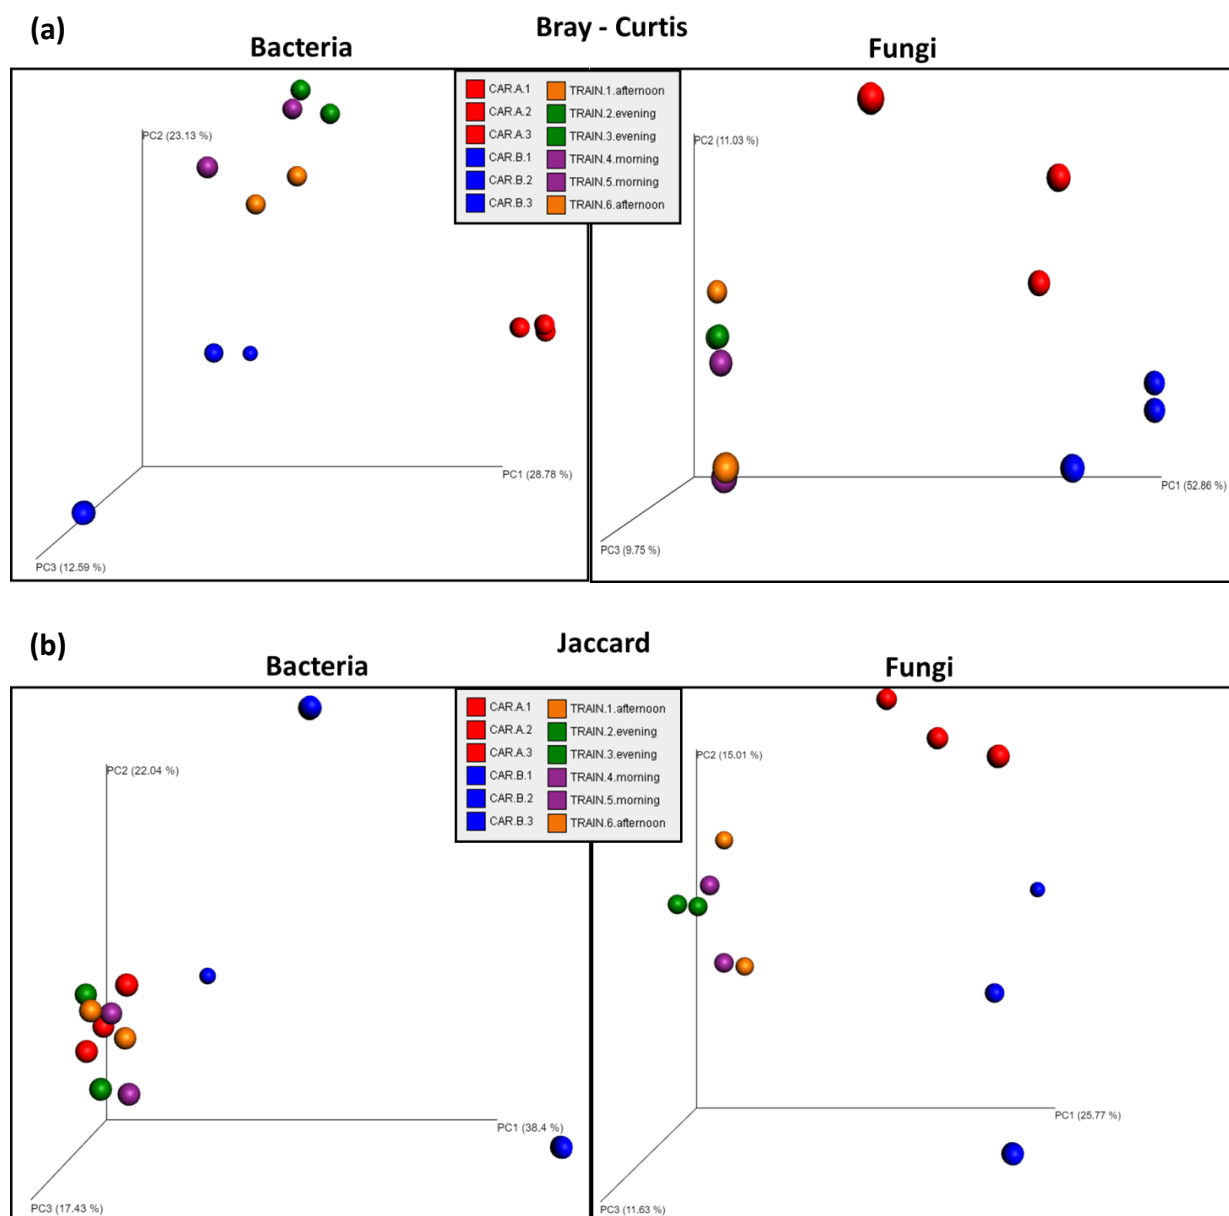 (a)
Bray - Curtis
Bacteria
Fungi
CAR.A.1
CAR.A.2
CAR.A.3
CAR.B.1
CAR.B.2
CAR.B.3
TRAIN.1.afternoon
TRAIN.2.evening
TRAIN.3.evening
TRAIN.4.morning
TRAIN.5.morning
TRAIN.6.afternoon
PC2 (23.13 %)
PC1 (28.78 %)
PC3 (12.59 %)
PC2 (11.03 %)
PC1 (52.86 %)
PC3 (9.75 %)
(b)
Jaccard
Bacteria
Fungi
CAR.A.1
CAR.A.2
CAR.A.3
CAR.B.1
CAR.B.2
CAR.B.3
TRAIN.1.afternoon
TRAIN.2.evening
TRAIN.3.evening
TRAIN.4.morning
TRAIN.5.morning
TRAIN.6.afternoon
PC2 (22.04 %)
PC1 (38.4 %)
PC3 (17.43 %)
PC2 (15.01 %)
PC1 (25.77 %)
PC3 (11.63 %)